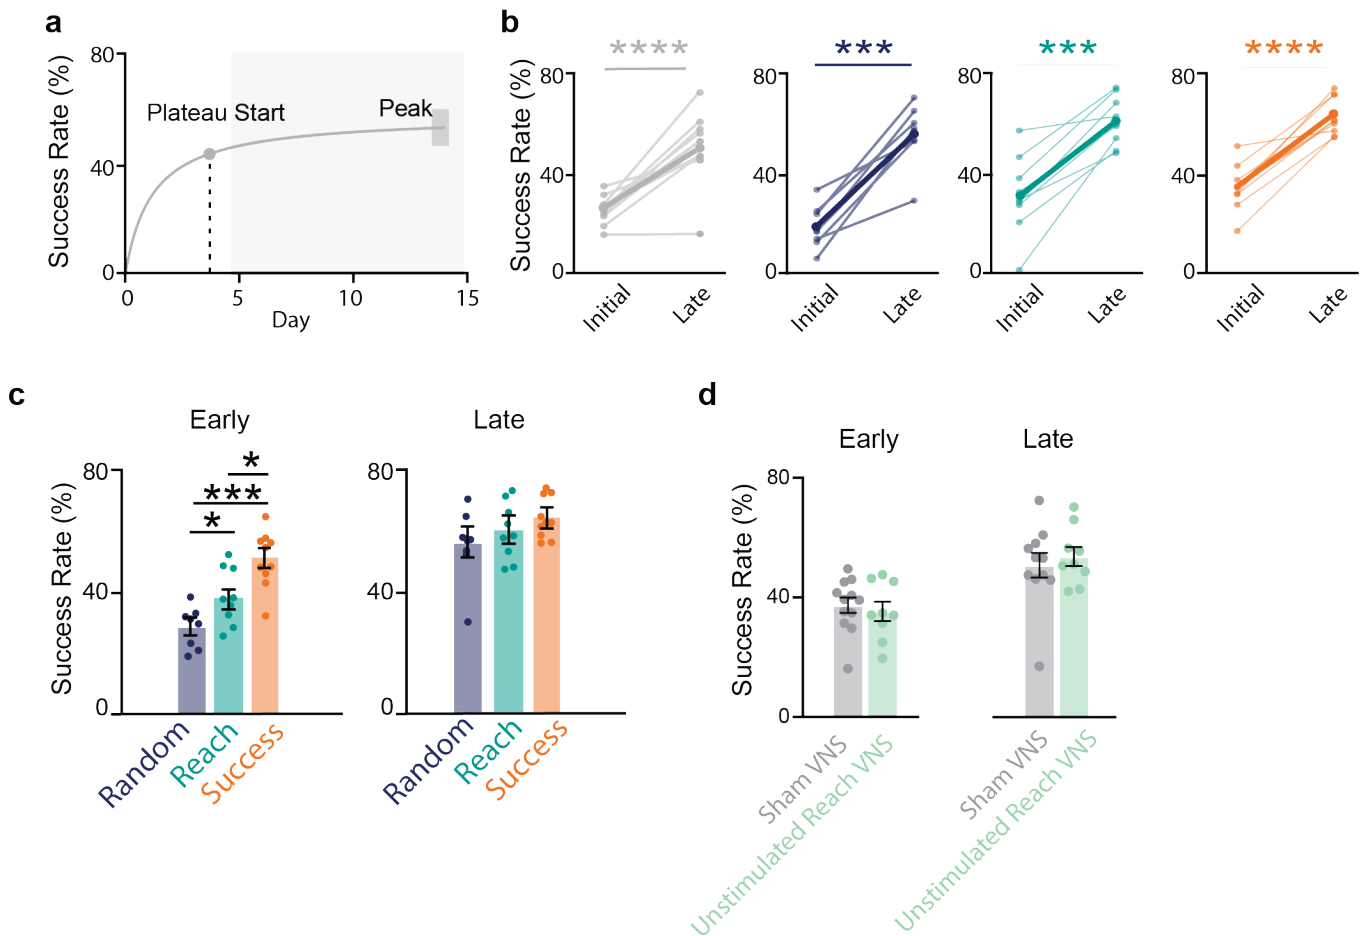 a
Success Rate (%)
80
40
0
Plateau Start
Peak
0
5
10
15
Day
b
Success Rate (%)
****
80
40
0
Initial
Late
***
80
40
0
Initial
Late
***
80
40
0
Initial
Late
****
80
40
0
Initial
Late
c
Early
Success Rate (%)
80
40
0
*
***
*
Random
Reach
Success
Late
80
40
0
Random
Reach
Success
d
Early
Success Rate (%)
80
40
0
Sham VNS
Unstimulated Reach VNS
Late
Sham VNS
Unstimulated Reach VNS